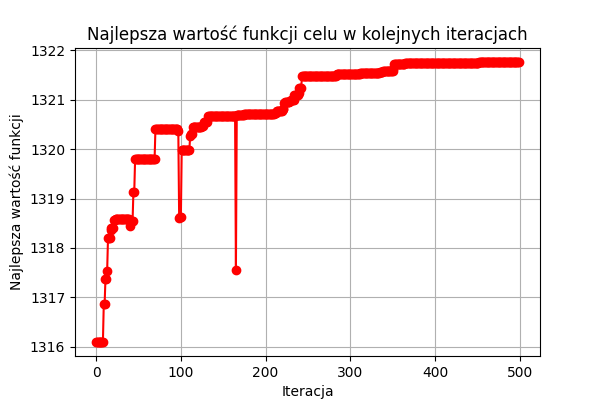 Najlepsza wartość funkcji celu w kolejnych iteracjach
Najlepsza wartość funkcji
1322
1321
1320
1319
1318
1317
1316
0 100 200 300 400 500
Iteracja